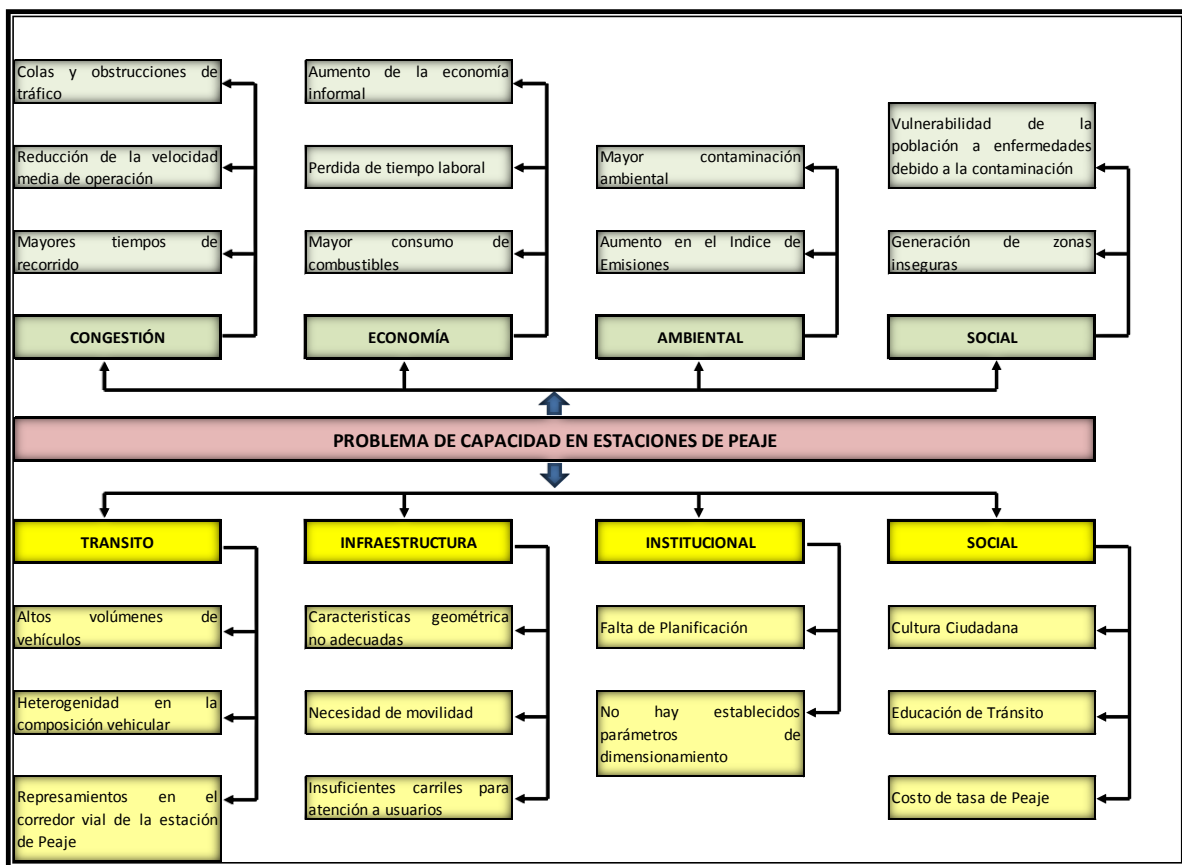 Colas y obstrucciones de
tráfico
Aumento de la economía
informal
Vulnerabilidad de la
población a enfermedades
debido a la contaminación
Reducción de la velocidad
media de operación
Perdida de tiempo laboral
Mayor contaminación
ambiental
Mayores tiempos de
recorrido
Mayor consumo de
combustibles
Aumento en el Indice de
Emisiones
Generación de zonas
inseguras
CONGESTIÓN
ECONOMÍA
AMBIENTAL
SOCIAL
PROBLEMA DE CAPACIDAD EN ESTACIONES DE PEAJE
TRANSITO
INFRAESTRUCTURA
INSTITUCIONAL
SOCIAL
Altos volúmenes de
vehículos
Caracteristicas geométrica
no adecuadas
Falta de Planificación
Cultura Ciudadana
Heterogenidad en la
composición vehicular
Necesidad de movilidad
No hay establecidos
parámetros de
dimensionamiento
Educación de Tránsito
Represamientos en el
corredor vial de la estación
de Peaje
Insuficientes carriles para
atención a usuarios
Costo de tasa de Peaje